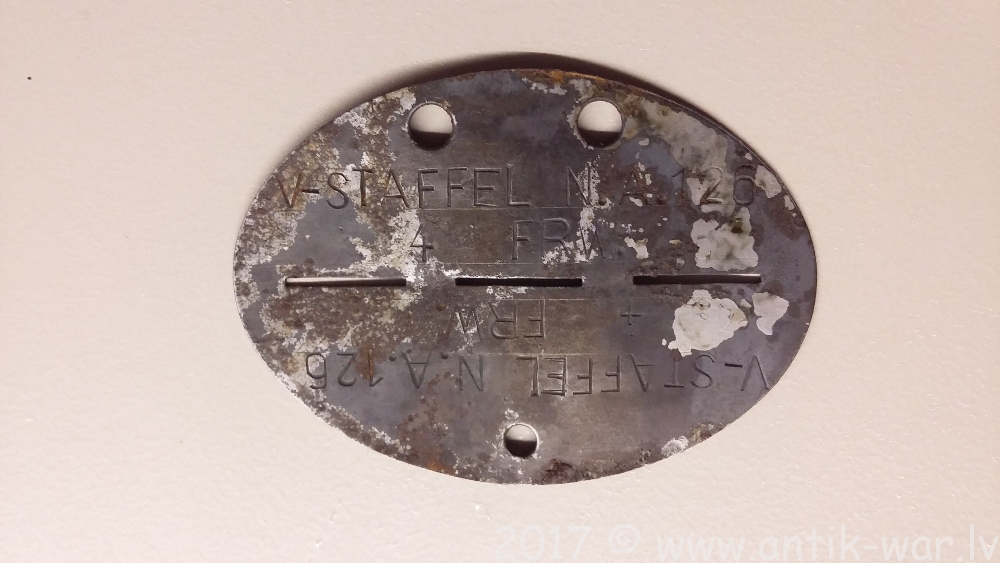 V-STAFFEL N.A.126
4 FRW.
V-STAFFEL N.A.126
+ FRW
2017 © www.antik-war.lv